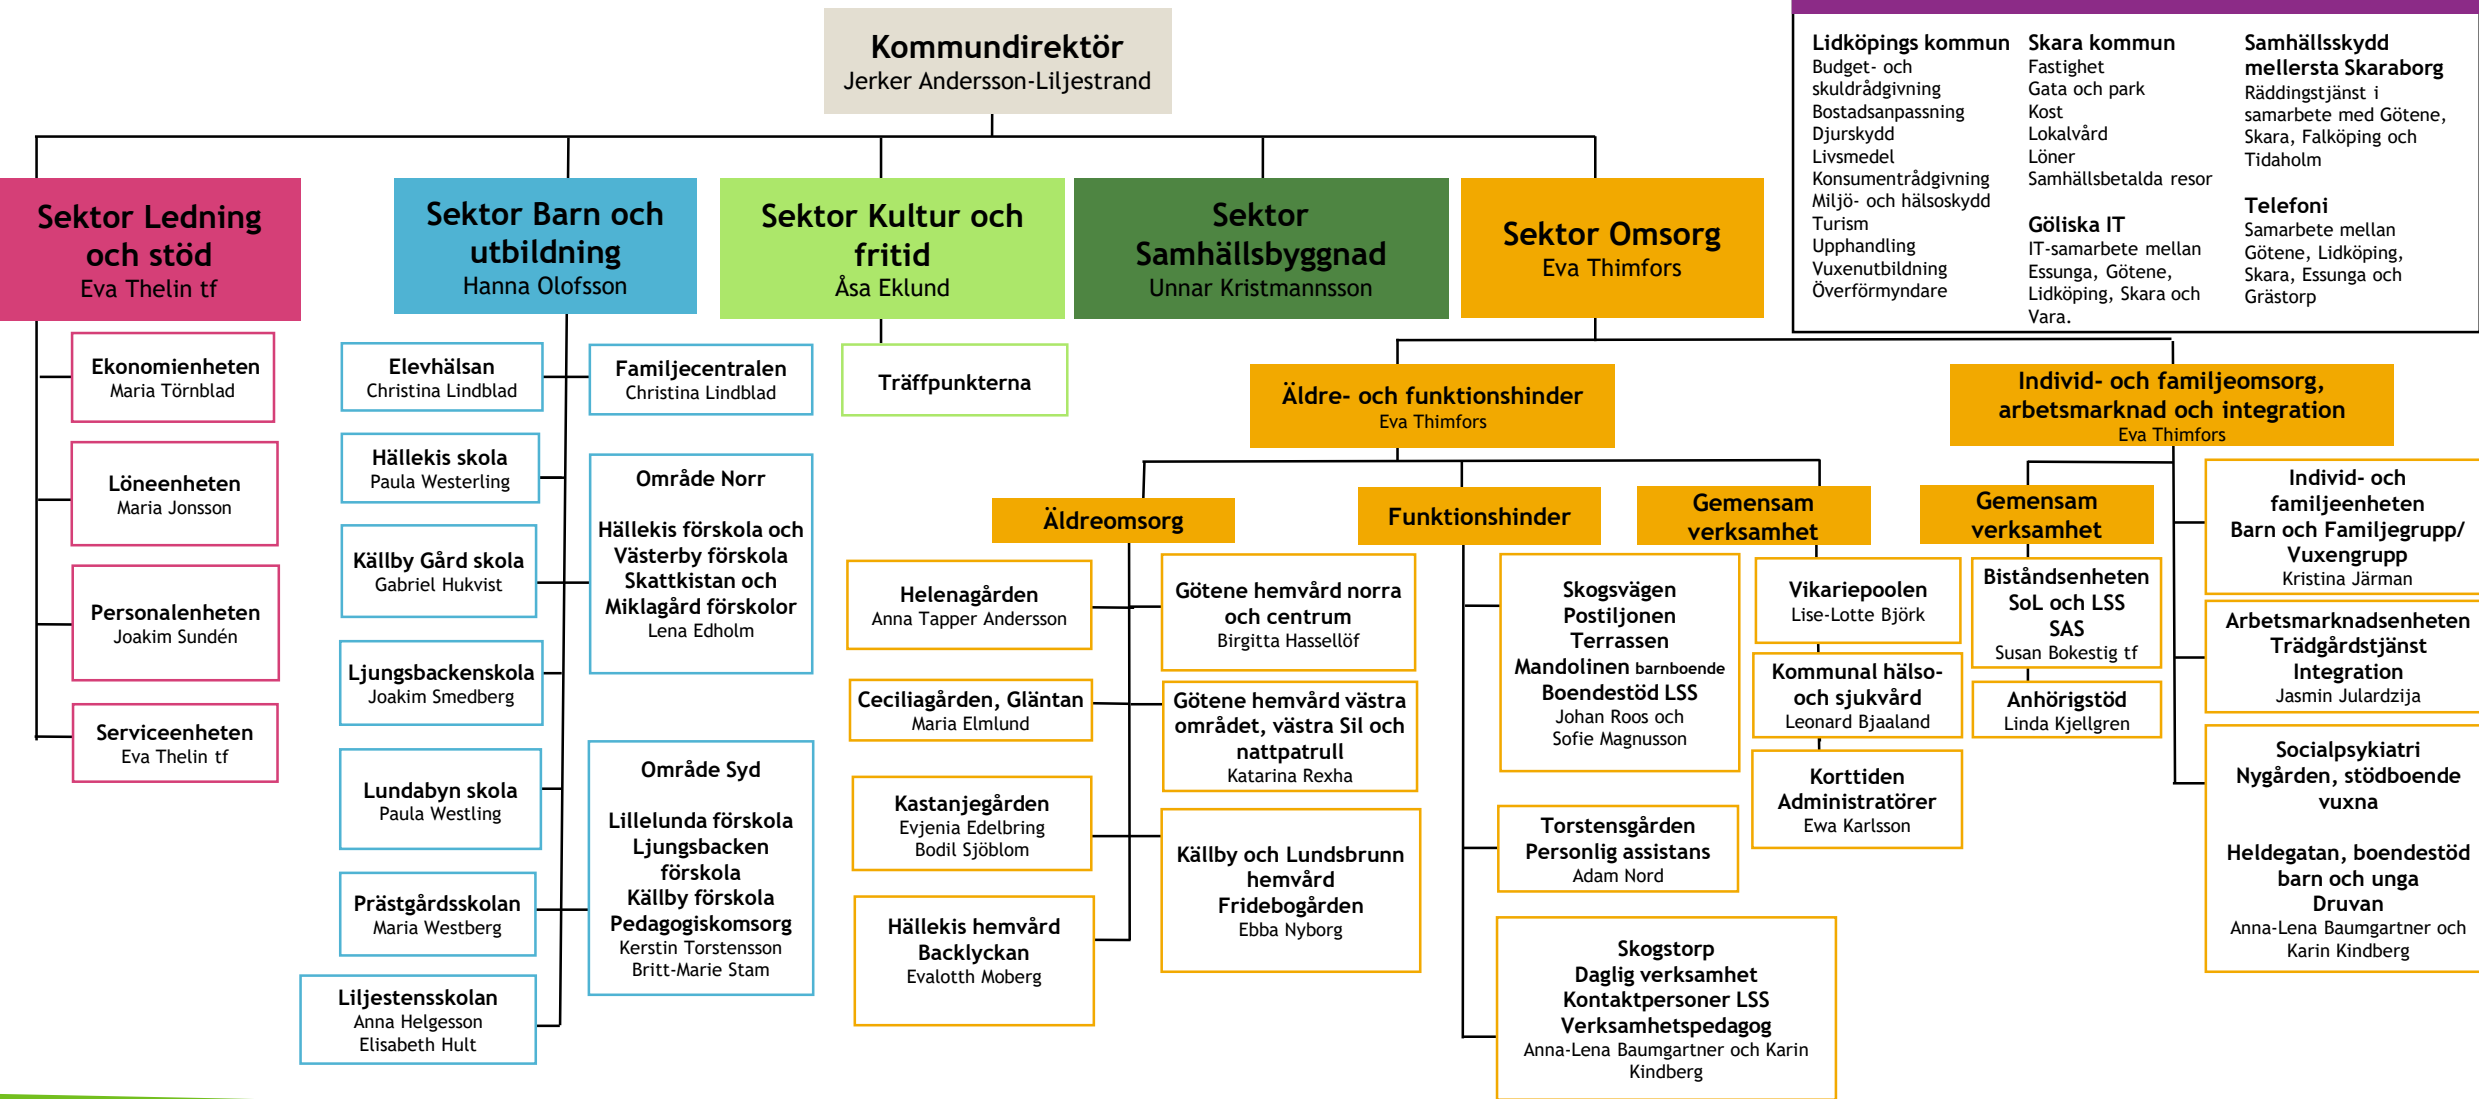 Kommundirektör
Jerker Andersson-Liljestrand
Lidköpings kommun
Budget- och
skuldrådgivning
Bostadsanpassning
Djurskydd
Livsmedel
Konsumentrådgivning
Miljö- och hälsoskydd
Turism
Upphandling
Vuxenutbildning
Överförmyndare
Skara kommun
Fastighet
Gata och park
Kost
Lokalvård
Löner
Samhällsbetalda resor
Göliska IT
IT-samarbete mellan
Essunga, Götene,
Lidköping, Skara och
Vara.
Samhällsskydd
mellersta Skaraborg
Räddingstjänst i
samarbete med Götene,
Skara, Falköping och
Tidaholm
Telefoni
Samarbete mellan
Götene, Lidköping,
Skara, Essunga och
Grästorp
Sektor Ledning
och stöd
Eva Thelin tf
Sektor Barn och
utbildning
Hanna Olofsson
Sektor Kultur och
fritid
Åsa Eklund
Sektor
Samhällsbyggnad
Unnar Kristmannsson
Sektor Omsorg
Eva Thimfors
Ekonomienheten
Maria Törnblad
Löneenheten
Maria Jonsson
Personalenheten
Joakim Sundén
Serviceenheten
Eva Thelin tf
Elevhälsan
Christina Lindblad
Hällekis skola
Paula Westerling
Källby Gård skola
Gabriel Hukvist
Ljungsbackenskola
Joakim Smedberg
Lundabyn skola
Paula Westling
Prästgårdsskolan
Maria Westberg
Liljestensskolan
Anna Helgesson
Elisabeth Hult
Familjecentralen
Christina Lindblad
Område Norr
Hällekis förskola och
Västerby förskola
Skattkistan och
Miklagård förskolor
Lena Edholm
Område Syd
Lillelunda förskola
Ljungsbacken
förskola
Källby förskola
Pedagogiskomsorg
Kerstin Torstensson
Britt-Marie Stam
Träffpunkterna
Äldre- och funktionshinder
Eva Thimfors
Individ- och familjeomsorg,
arbetsmarknad och integration
Eva Thimfors
Äldreomsorg
Helenagården
Anna Tapper Andersson
Ceciliagården, Gläntan
Maria Elmlund
Kastanjegården
Evjenia Edelbring
Bodil Sjöblom
Hällekis hemvård
Backlyckan
Evalotth Moberg
Götene hemvård norra
och centrum
Birgitta Hassellöf
Götene hemvård västra
området, västra Sil och
nattpatrull
Katarina Rexha
Källby och Lundsbrunn
hemvård
Fridebogården
Ebba Nyborg
Funktionshinder
Skogsvägen
Postiljonen
Terrassen
Mandolinen barnboende
Boendestöd LSS
Johan Roos och
Sofie Magnusson
Torstensgården
Personlig assistans
Adam Nord
Skogstorp
Daglig verksamhet
Kontaktpersoner LSS
Verksamhetspedagog
Anna-Lena Baumgartner och Karin
Kindberg
Gemensam
verksamhet
Vikariepoolen
Lise-Lotte Björk
Kommunal hälso-
och sjukvård
Leonard Bjaaland
Korttiden
Administratörer
Ewa Karlsson
Gemensam
verksamhet
Biståndsenheten
SoL och LSS
SAS
Susan Bokestig tf
Anhörigstöd
Linda Kjellgren
Individ- och
familjeenheten
Barn och Familjegrupp/
Vuxengrupp
Kristina Järman
Arbetsmarknadsenheten
Trädgårdstjänst
Integration
Jasmin Julardzija
Socialpsykiatri
Nygården, stödboende
vuxna
Heldegatan, boendestöd
barn och unga
Druvan
Anna-Lena Baumgartner och
Karin Kindberg